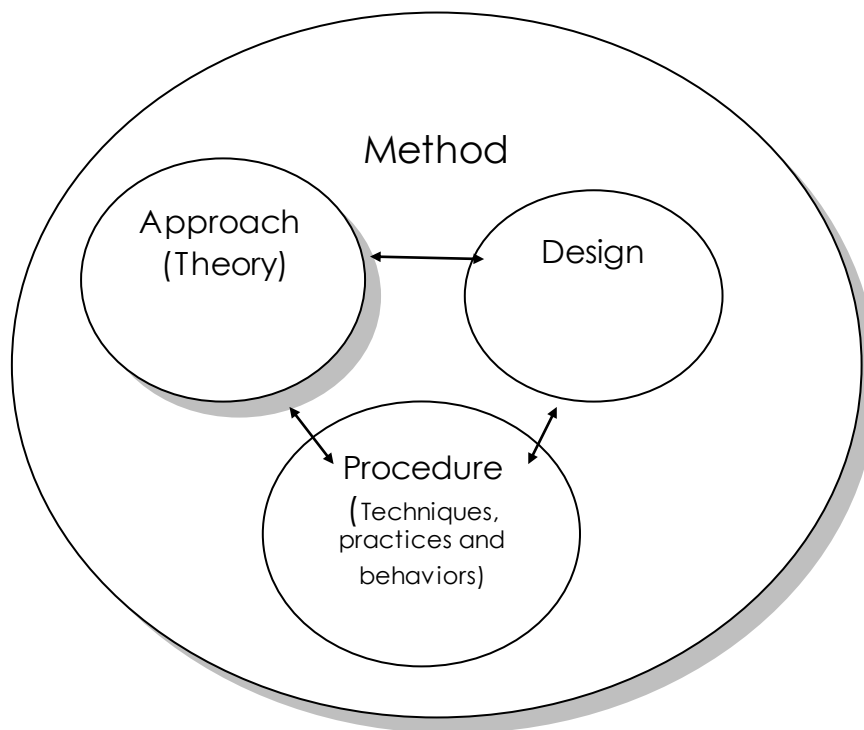 Method
Approach
(Theory)
Design
Procedure
(Techniques,
practices and
behaviors)